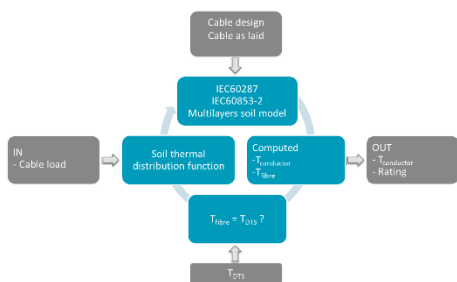 Cable design
Cable as laid
IEC60287
IEC60853-2
Multilayers soil model
IN
- Cable load
Soil thermal
distribution function
Computed
-Tconductor
-Tfibre
OUT
- Tconductor
- Rating
Tfibre = TDTS ?
TDTS